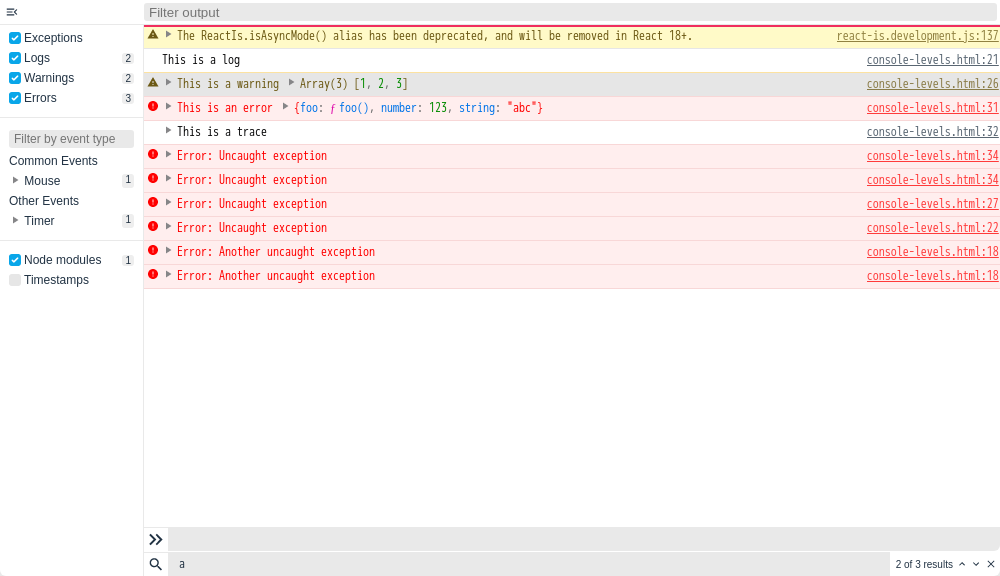 Filter output
Exceptions
Logs 2
Warnings 2
Errors 3
Filter by event type
Common Events
Mouse 1
Other Events
Timer 1
Node modules 1
Timestamps
The ReactIs.isAsyncMode() alias has been deprecated, and will be removed in React 18+. react-is.development.js:137
This is a log console-levels.html:21
This is a warning Array(3) [1, 2, 3] console-levels.html:26
This is an error {foo: ƒ foo(), number: 123, string: "abc"} console-levels.html:31
This is a trace console-levels.html:32
Error: Uncaught exception console-levels.html:34
Error: Uncaught exception console-levels.html:34
Error: Uncaught exception console-levels.html:27
Error: Uncaught exception console-levels.html:22
Error: Another uncaught exception console-levels.html:18
Error: Another uncaught exception console-levels.html:18
a 2 of 3 results